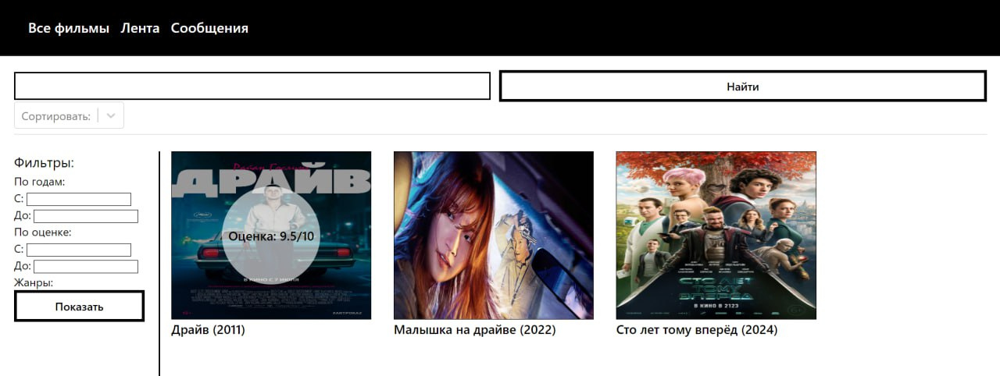 Все фильмы Лента Сообщения
Найти
Сортировать:
Фильтры:
По годам:
С:
До:
По оценке:
С:
До:
Жанры:
Показать
ДРАЙВ
Оценка: 9.5/10
В КИНО С 7 ИЮЛЯ
Драйв (2011)
Малышка на драйве (2022)
СТО ЛЕТ
ТОМУ
ВПЕРЁД
В КИНО В 2123
6+
Сто лет тому вперёд (2024)